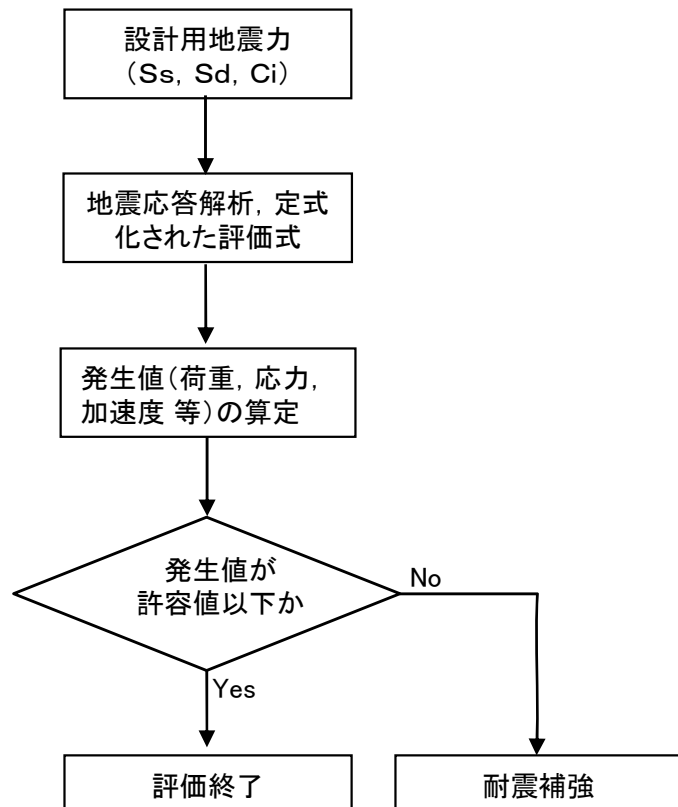 設計用地震力
（Ss，Sd，Ci）
地震応答解析，定式
化された評価式
発生値（荷重，応力，
加速度 等）の算定
発生値が
許容値以下か
No
Yes
評価終了
耐震補強